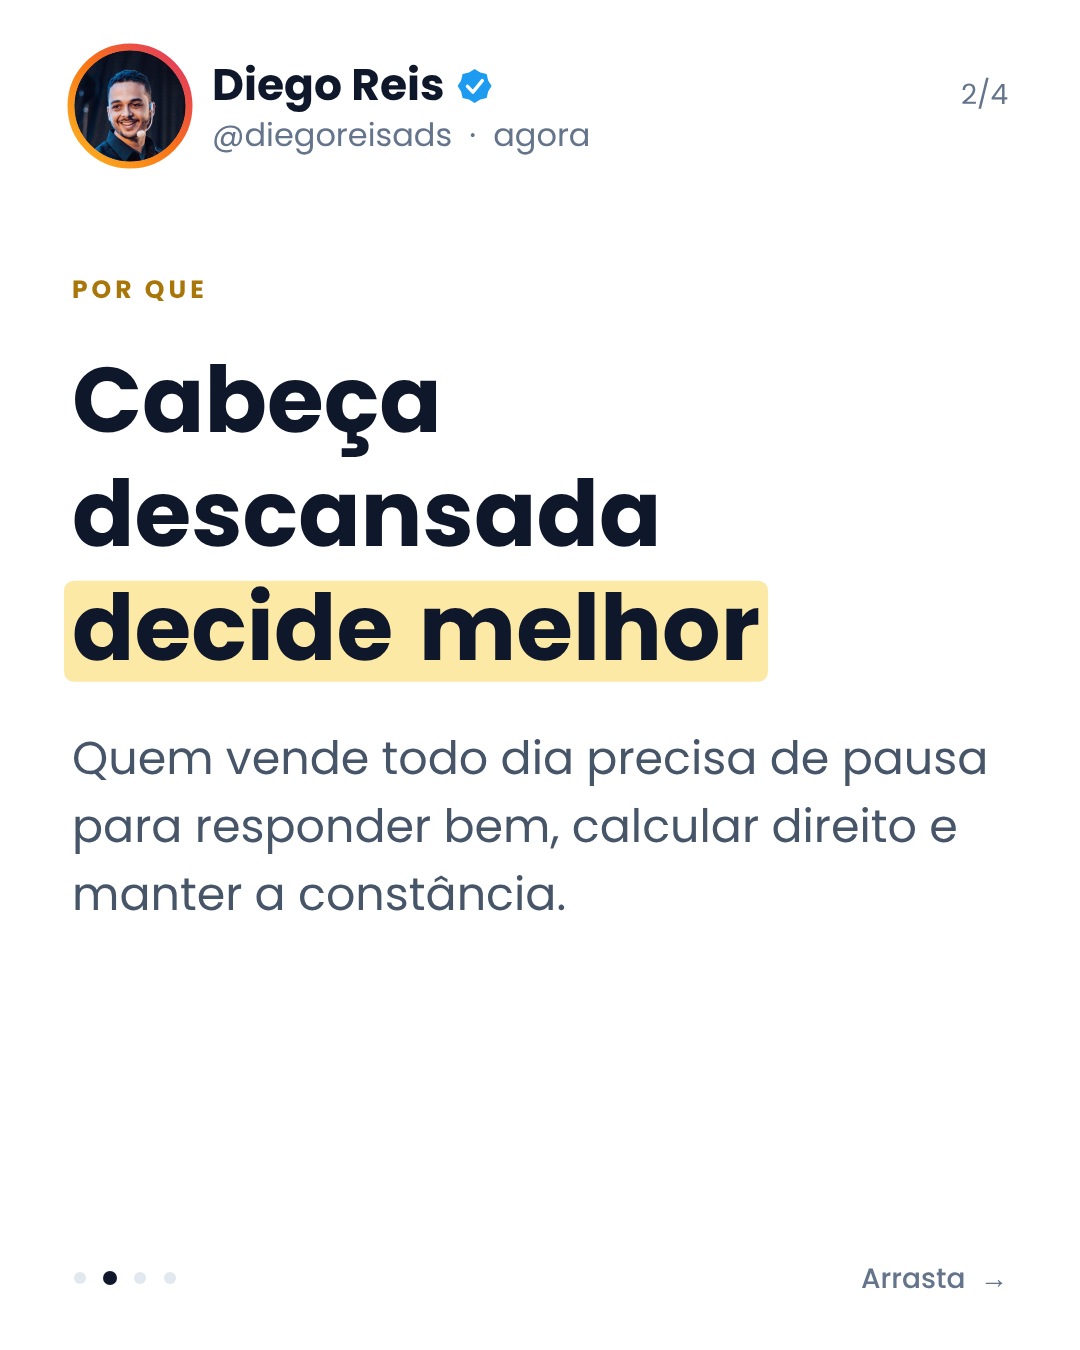 Diego Reis
@diegoreisads · agora
2/4
POR QUE
Cabeça
descansada
decide melhor
Quem vende todo dia precisa de pausa
para responder bem, calcular direito e
manter a constância.
Arrasta →